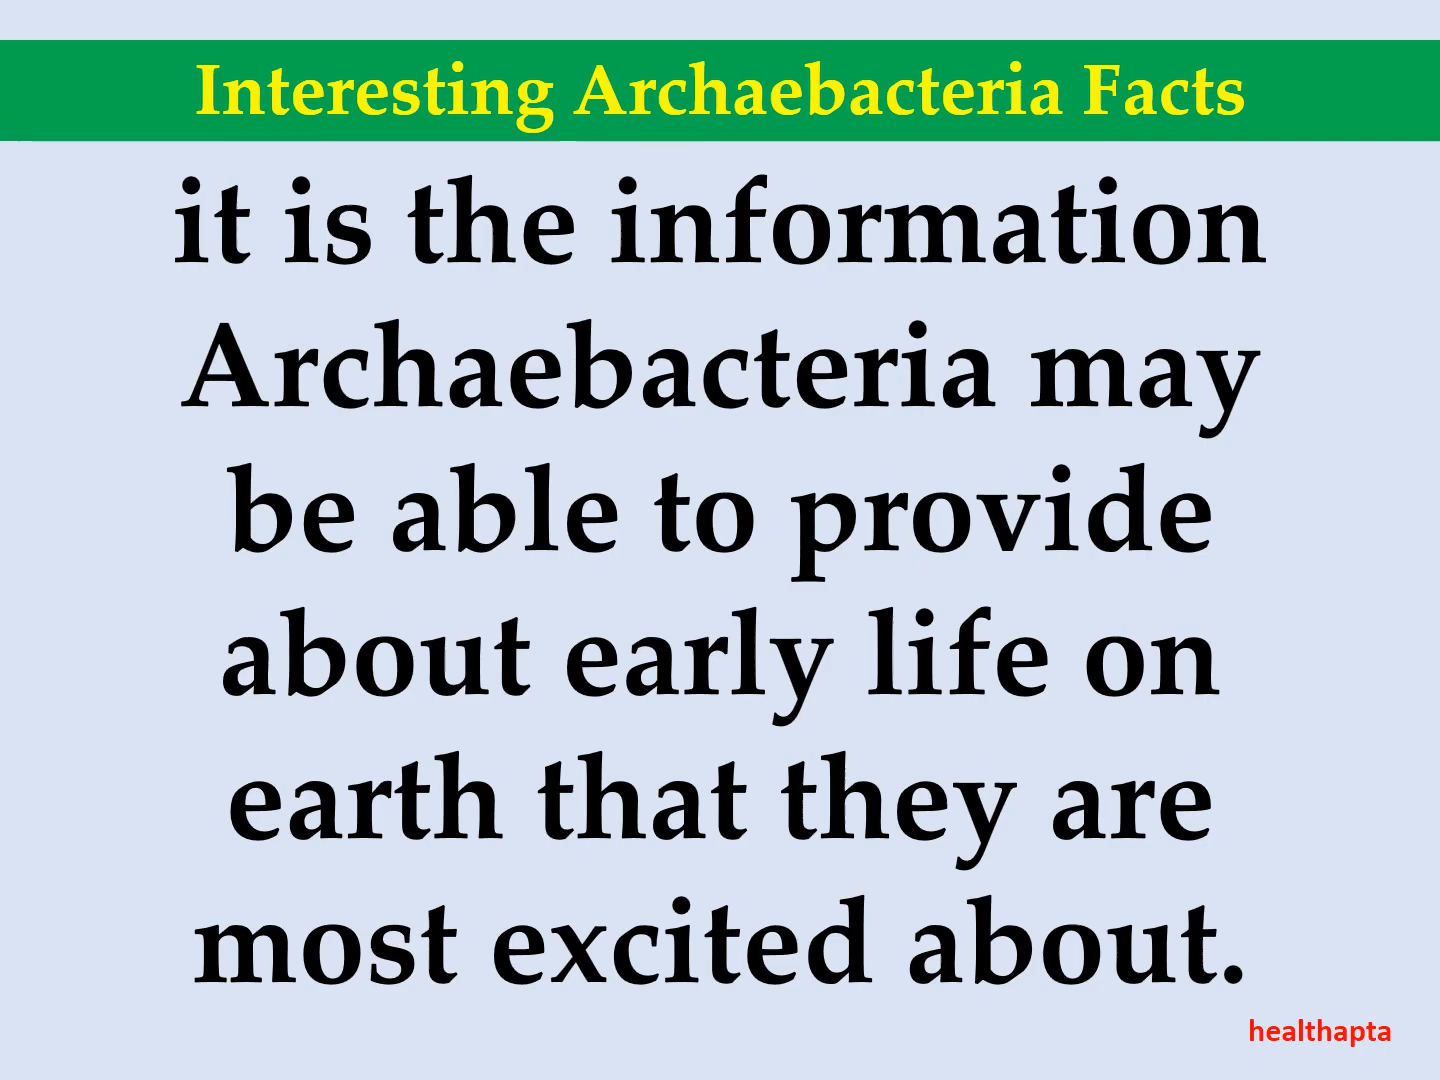 Interesting Archaebacteria Facts
it is the information
Archaebacteria may
be able to provide
about early life on
earth that they are
most excited about.
healthapta